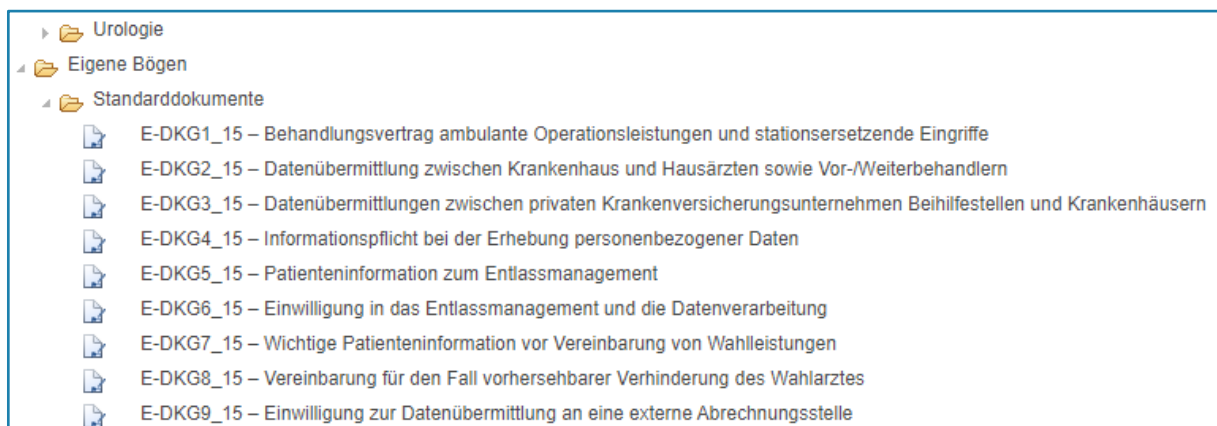 Urologie
Eigene Bögen
Standarddokumente
E-DKG1_15 – Behandlungsvertrag ambulante Operationsleistungen und stationsersetzende Eingriffe
E-DKG2_15 – Datenübermittlung zwischen Krankenhaus und Hausärzten sowie Vor-/Weiterbehandlern
E-DKG3_15 – Datenübermittlungen zwischen privaten Krankenversicherungsunternehmen Beihilfestellen und Krankenhäusern
E-DKG4_15 – Informationspflicht bei der Erhebung personenbezogener Daten
E-DKG5_15 – Patienteninformation zum Entlassmanagement
E-DKG6_15 – Einwilligung in das Entlassmanagement und die Datenverarbeitung
E-DKG7_15 – Wichtige Patienteninformation vor Vereinbarung von Wahlleistungen
E-DKG8_15 – Vereinbarung für den Fall vorhersehbarer Verhinderung des Wahlarztes
E-DKG9_15 – Einwilligung zur Datenübermittlung an eine externe Abrechnungsstelle